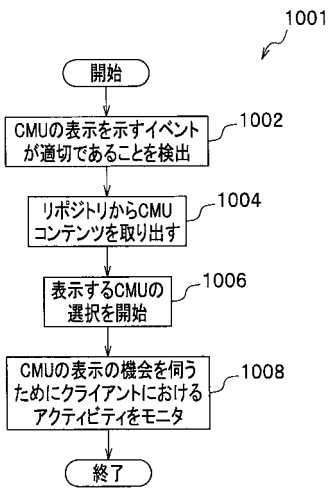 1001
開始
CMUの表示を示すイベント
が適切であることを検出
1002
リポジトリからCMU
コンテンツを取り出す
1004
表示するCMUの
選択を開始
1006
CMUの表示の機会を伺う
ためにクライアントにおける
アクティビティをモニタ
1008
終了